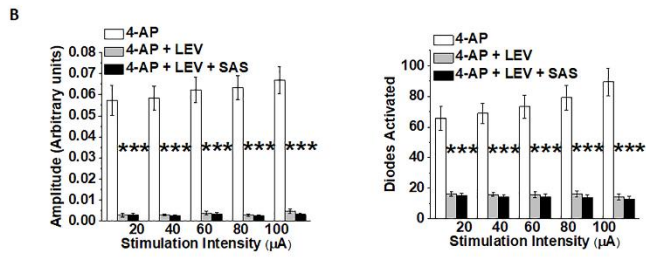 B
4-AP
4-AP + LEV
4-AP + LEV + SAS
0.08
0.07
0.06
0.05
0.04
0.03
0.02
0.01
0.00
Amplitude (Arbitrary units)
*** *** *** *** ***
20 40 60 80 100
Stimulation Intensity (µA)
4-AP
4-AP + LEV
4-AP + LEV + SAS
100
80
60
40
20
0
Diodes Activated
*** *** *** *** ***
20 40 60 80 100
Stimulation Intensity (µA)